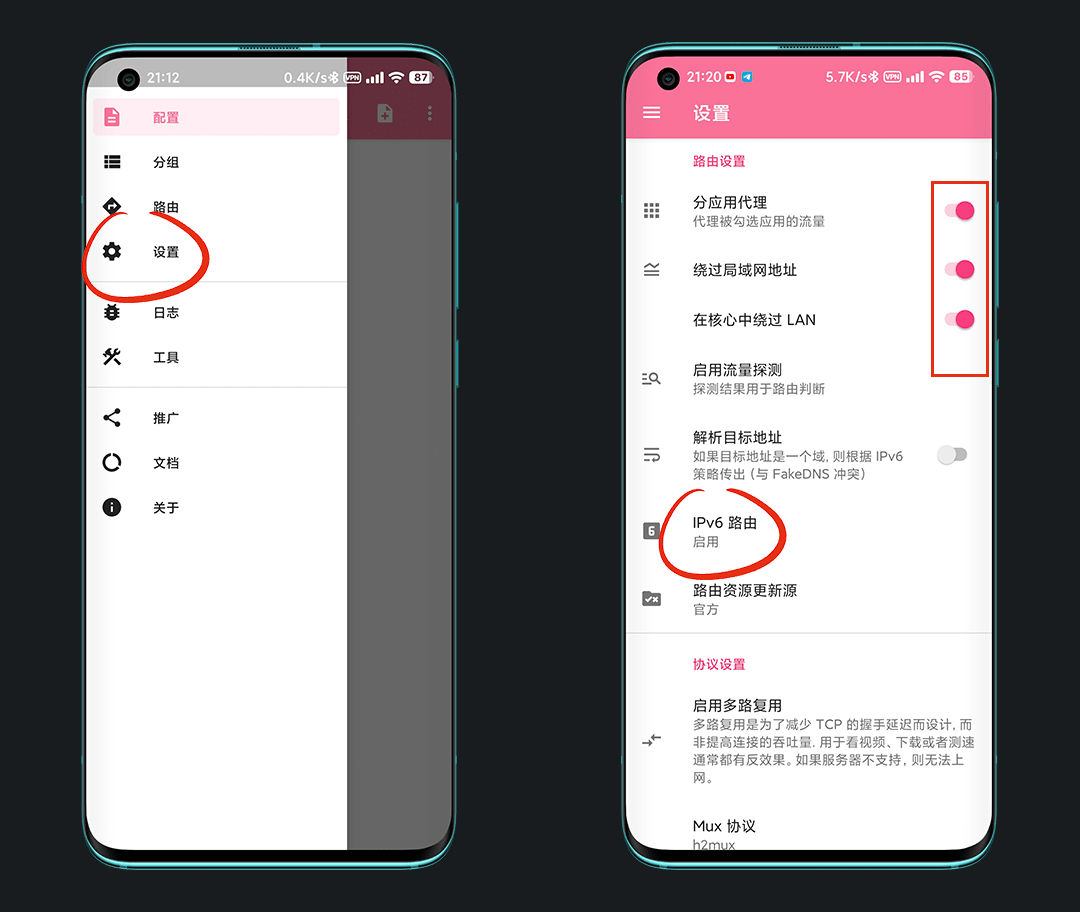 21:12
0.4K/s
VPN
87
配置
分组
路由
设置
日志
工具
推广
文档
关于
21:20
5.7K/s
VPN
85
设置
路由设置
分应用代理
代理被勾选应用的流量
绕过局域网地址
在核心中绕过 LAN
启用流量探测
探测结果用于路由判断
解析目标地址
如果目标地址是一个域, 则根据 IPv6
策略传出 (与 FakeDNS 冲突)
6
IPv6 路由
启用
路由资源更新源
官方
协议设置
启用多路复用
多路复用是为了减少 TCP 的握手延迟而设计, 而
非提高连接的吞吐量. 用于看视频、下载或者测速
通常都有反效果。如果服务器不支持, 则无法上
网。
Mux 协议
h2mux